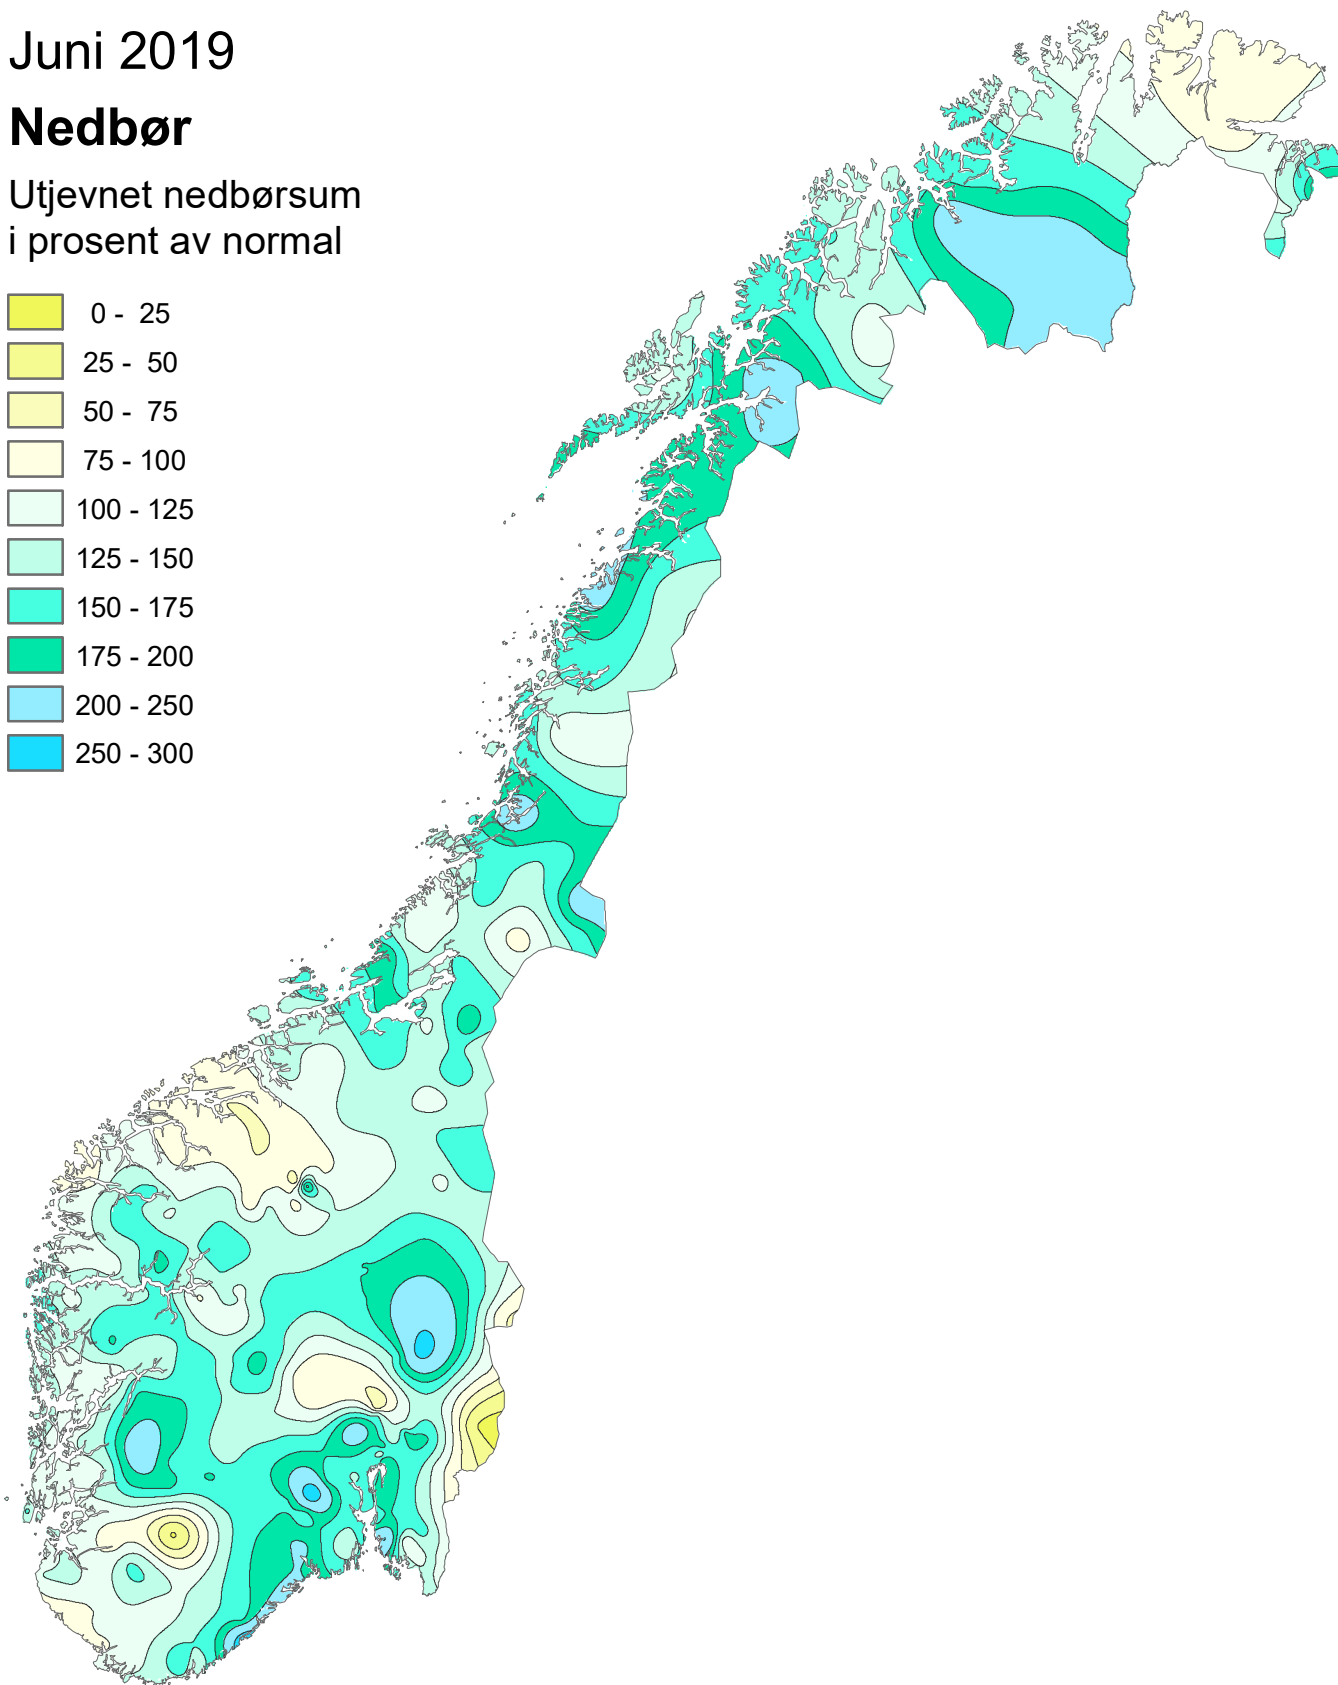 Juni 2019
Nedbør
Utjevnet nedbørsum
i prosent av normal
0 - 25
25 - 50
50 - 75
75 - 100
100 - 125
125 - 150
150 - 175
175 - 200
200 - 250
250 - 300